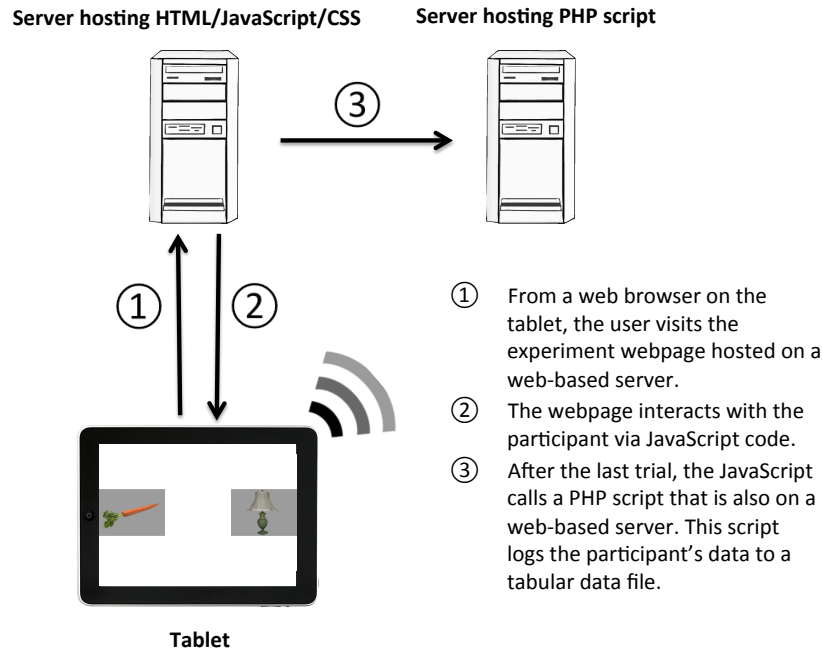 Server hosting HTML/JavaScript/CSS
Server hosting PHP script
③
①
②
① From a web browser on the
tablet, the user visits the
experiment webpage hosted on a
web-based server.
② The webpage interacts with the
participant via JavaScript code.
③ After the last trial, the JavaScript
calls a PHP script that is also on a
web-based server. This script
logs the participant’s data to a
tabular data file.
Tablet